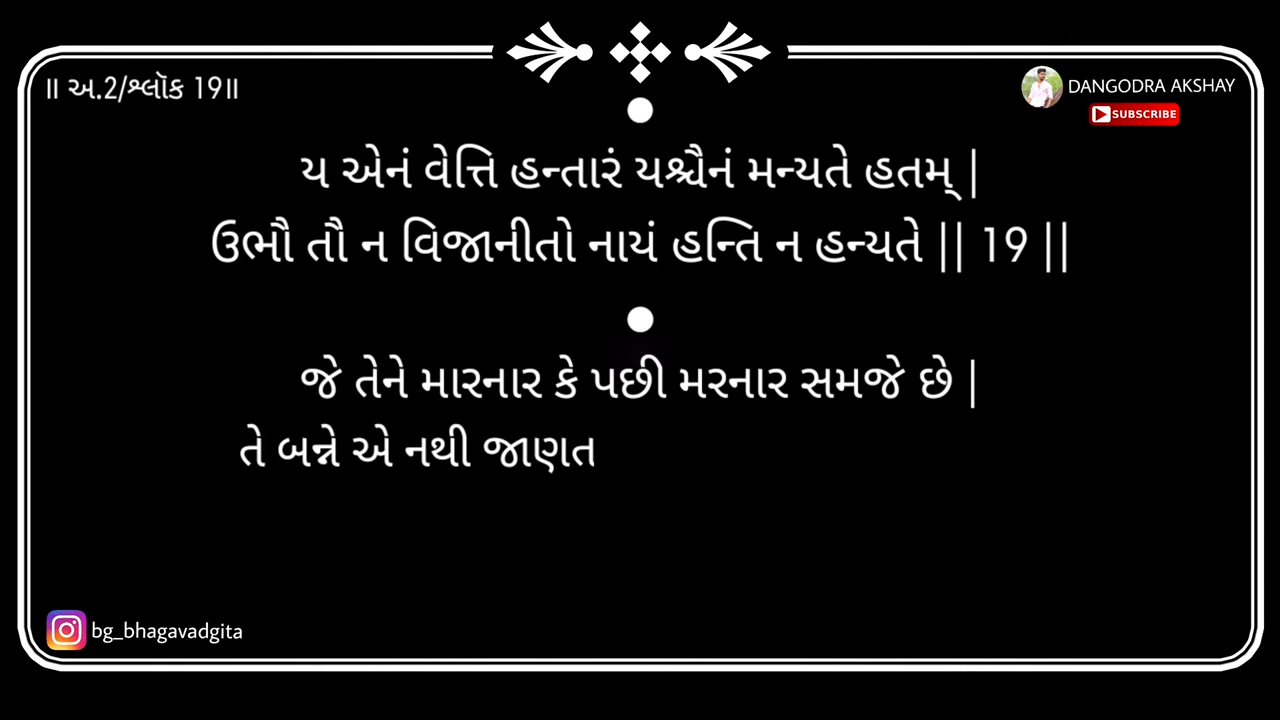 ॥ અ.2/શ્લૉક 19॥
DANGODRA AKSHAY
SUBSCRIBE
ય એનં વેત્તિ હન્તારં યશ્ચૈનં મન્યતે હતમ્ |
ઉભૌ તૌ ન વિજાનીતો નાયં હન્તિ ન હન્યતે || 19 ||
જે તેને મારનાર કે પછી મરનાર સમજે છે |
તે બન્ને એ નથી જાણત
bg_bhagavadgita